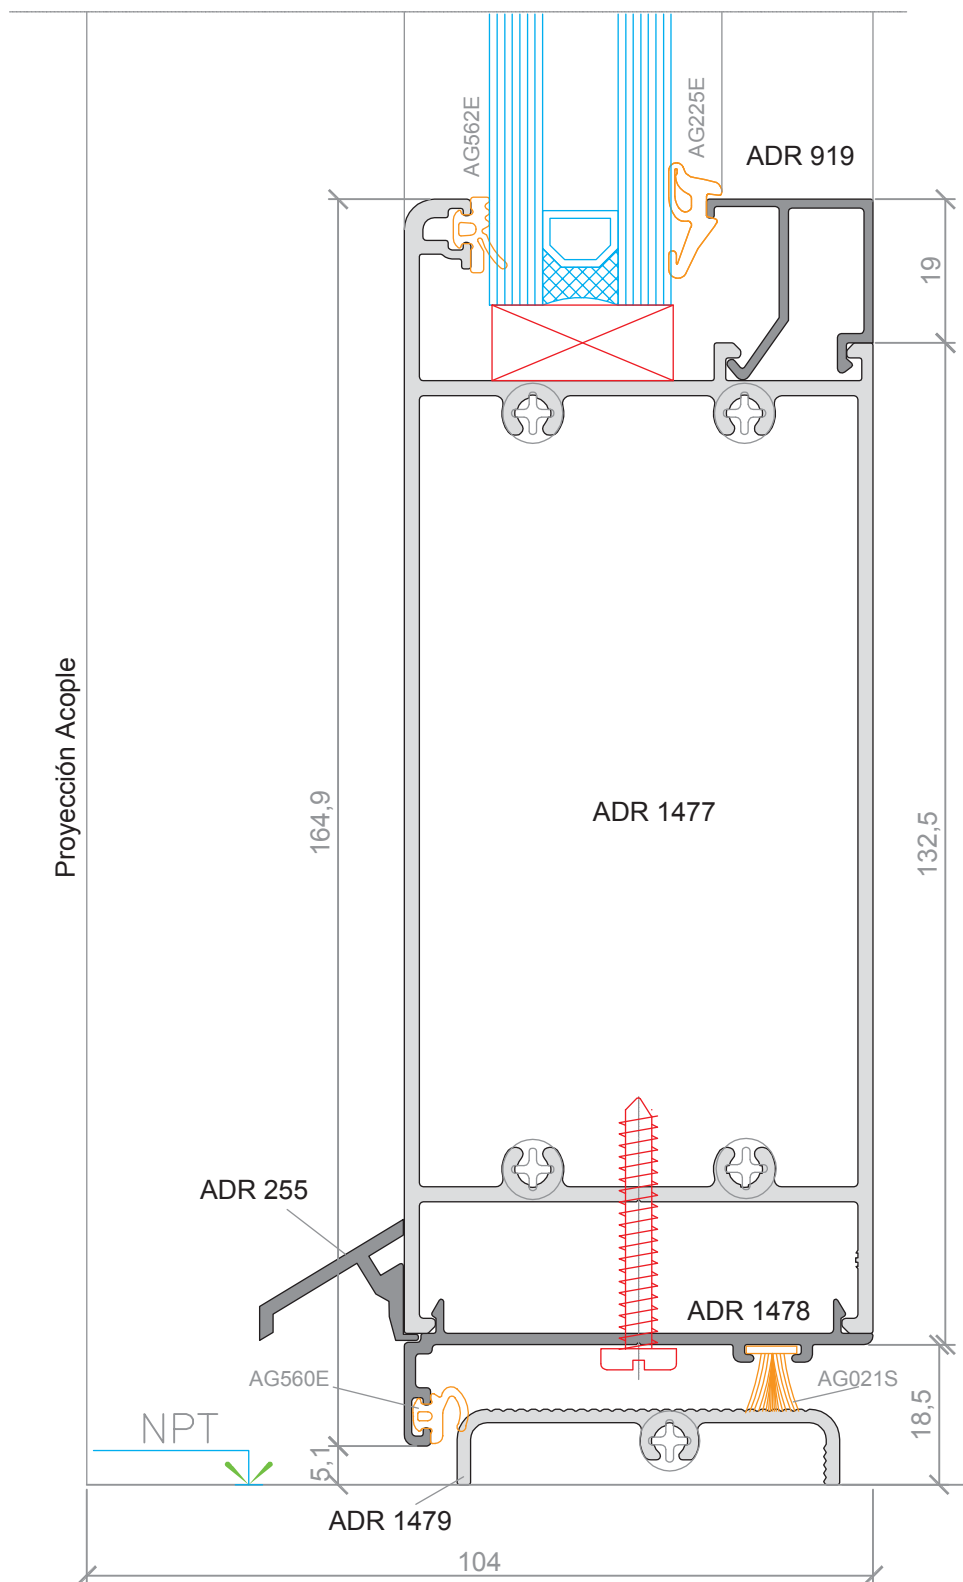 AG562E
AG225E
ADR 919
19
Proyección Acople
164,9
ADR 1477
132,5
ADR 255
ADR 1478
AG560E
AG021S
18,5
NPT
5,1
ADR 1479
104